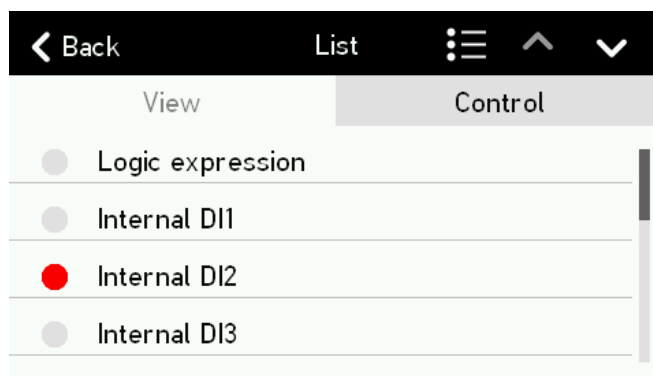 Back List
View Control
Logic expression
Internal DI1
Internal DI2
Internal DI3